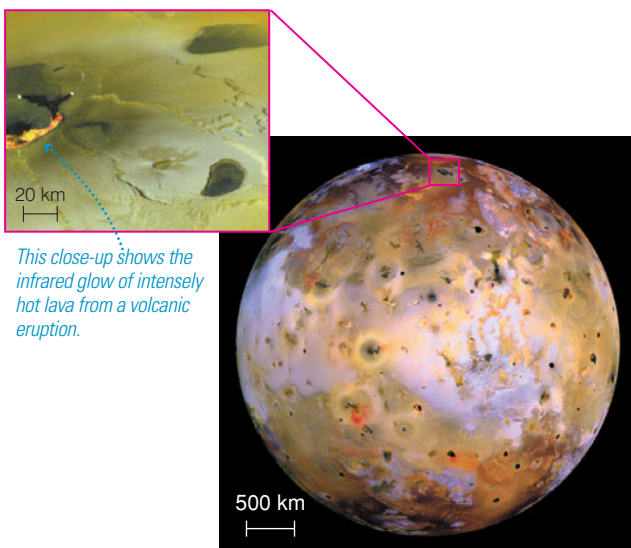 20 km
This close-up shows the
infrared glow of intensely
hot lava from a volcanic
eruption.
500 km